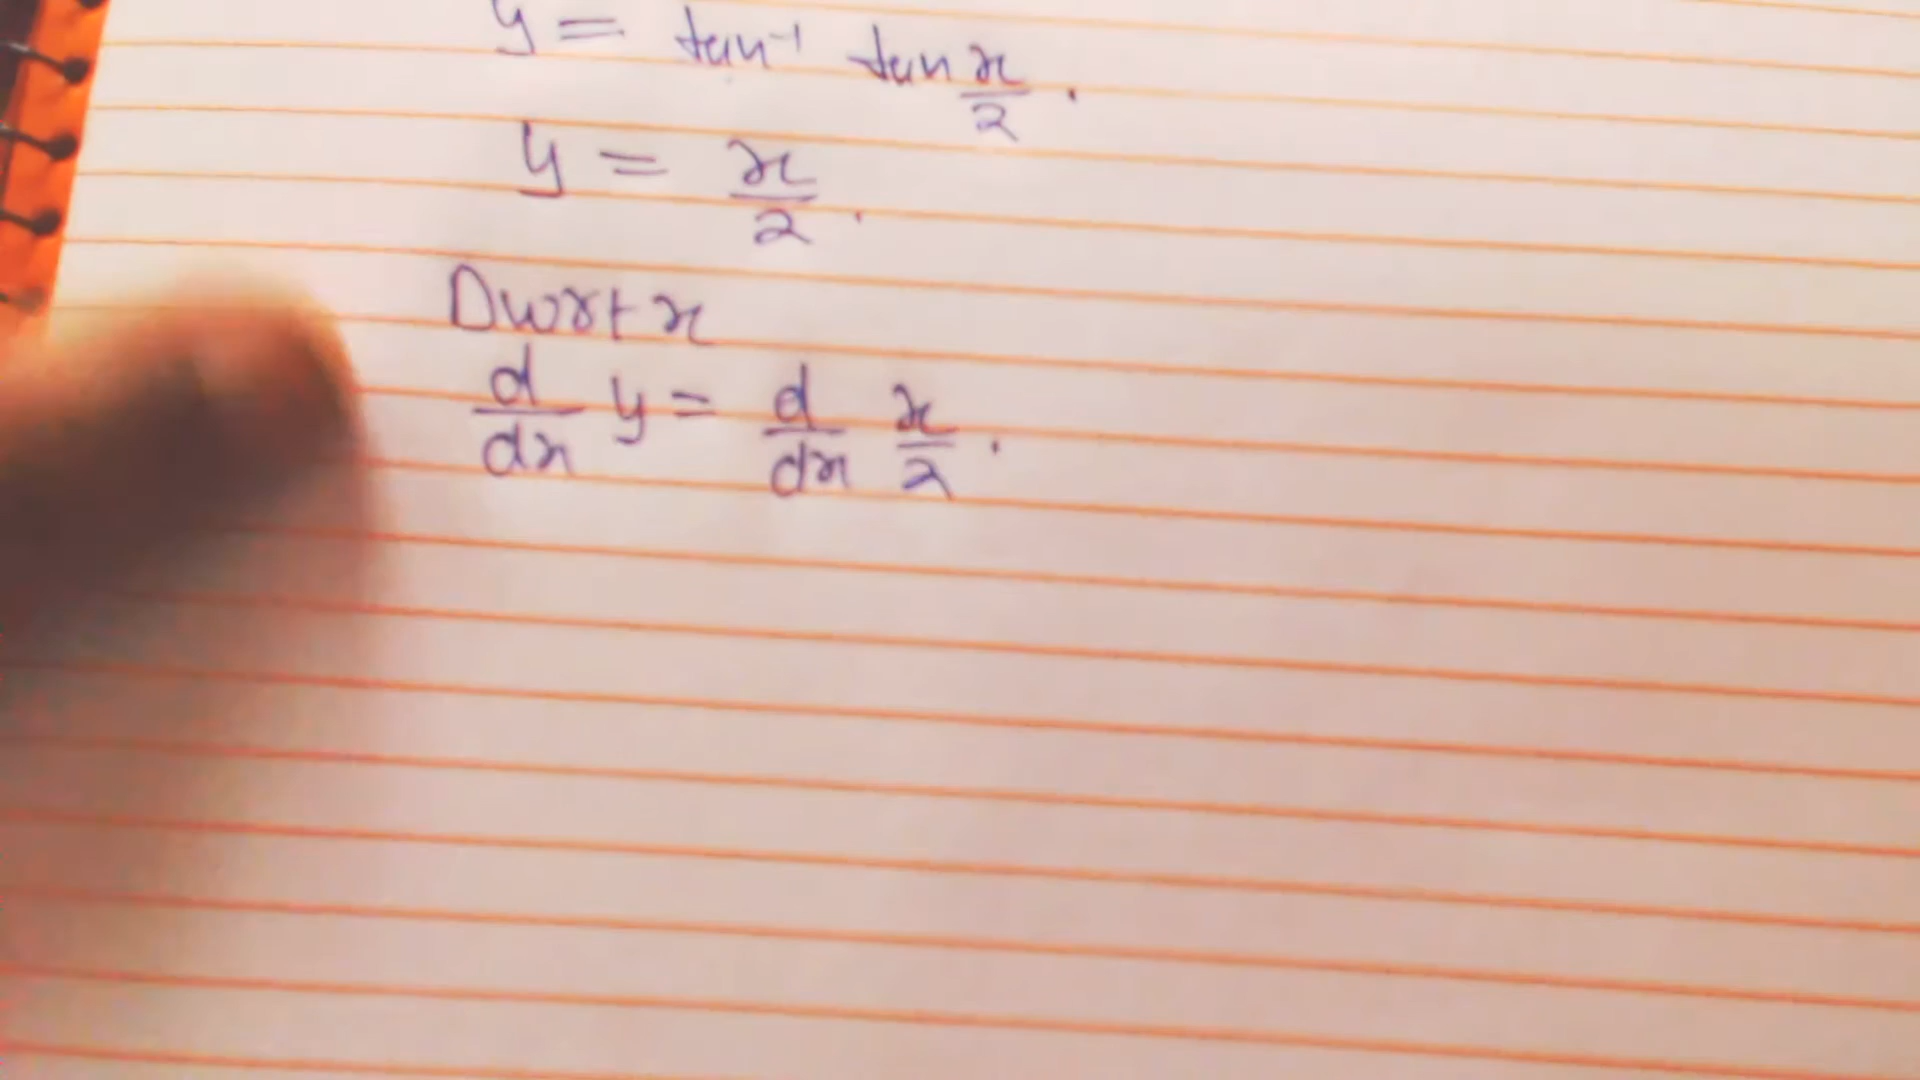 y = tan⁻¹ tan x/2 .
y = x/2 .
Dwrt x
d/dx y = d/dx x/2 .